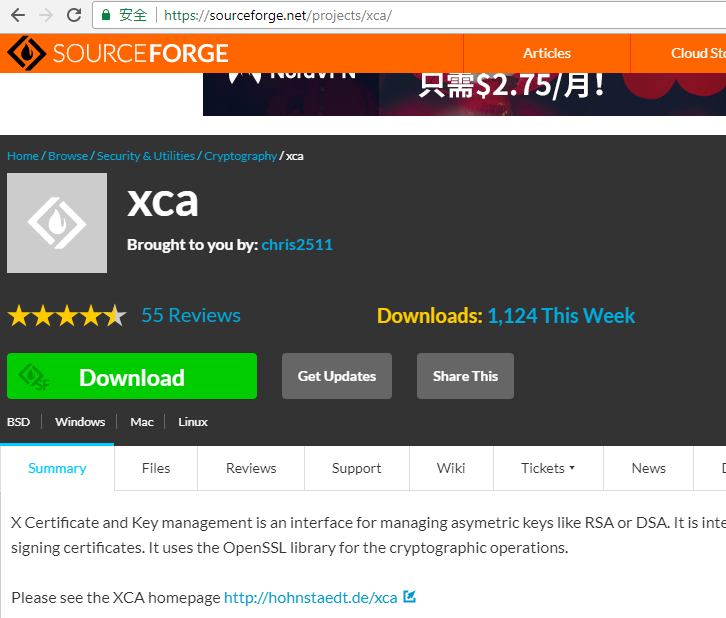 安全 https://sourceforge.net/projects/xca/
SOURCEFORGE Articles Cloud Sto
NordVPN 只需$2.75/月!
Home / Browse / Security & Utilities / Cryptography / xca
xca
Brought to you by: chris2511
55 Reviews Downloads: 1,124 This Week
SF Download Get Updates Share This
BSD Windows Mac Linux
Summary Files Reviews Support Wiki Tickets News D
X Certificate and Key management is an interface for managing asymetric keys like RSA or DSA. It is inte
signing certificates. It uses the OpenSSL library for the cryptographic operations.
Please see the XCA homepage http://hohnstaedt.de/xca